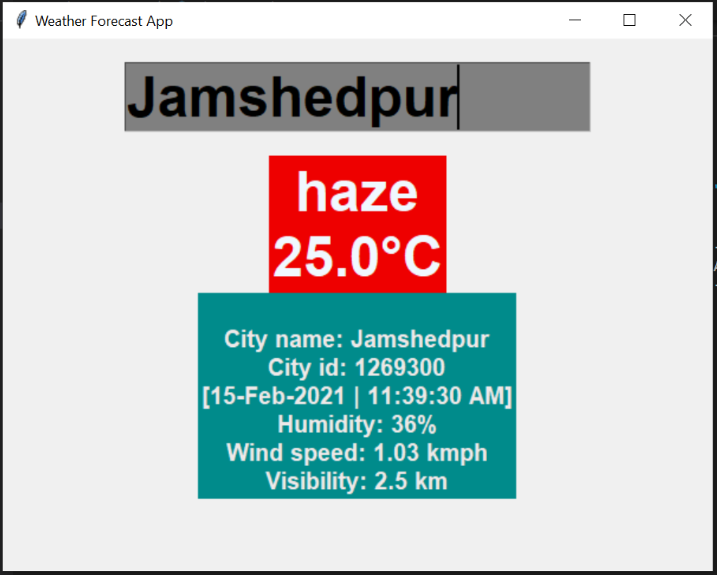 Weather Forecast App
Jamshedpur
haze
25.0°C
City name: Jamshedpur
City id: 1269300
[15-Feb-2021 | 11:39:30 AM]
Humidity: 36%
Wind speed: 1.03 kmph
Visibility: 2.5 km